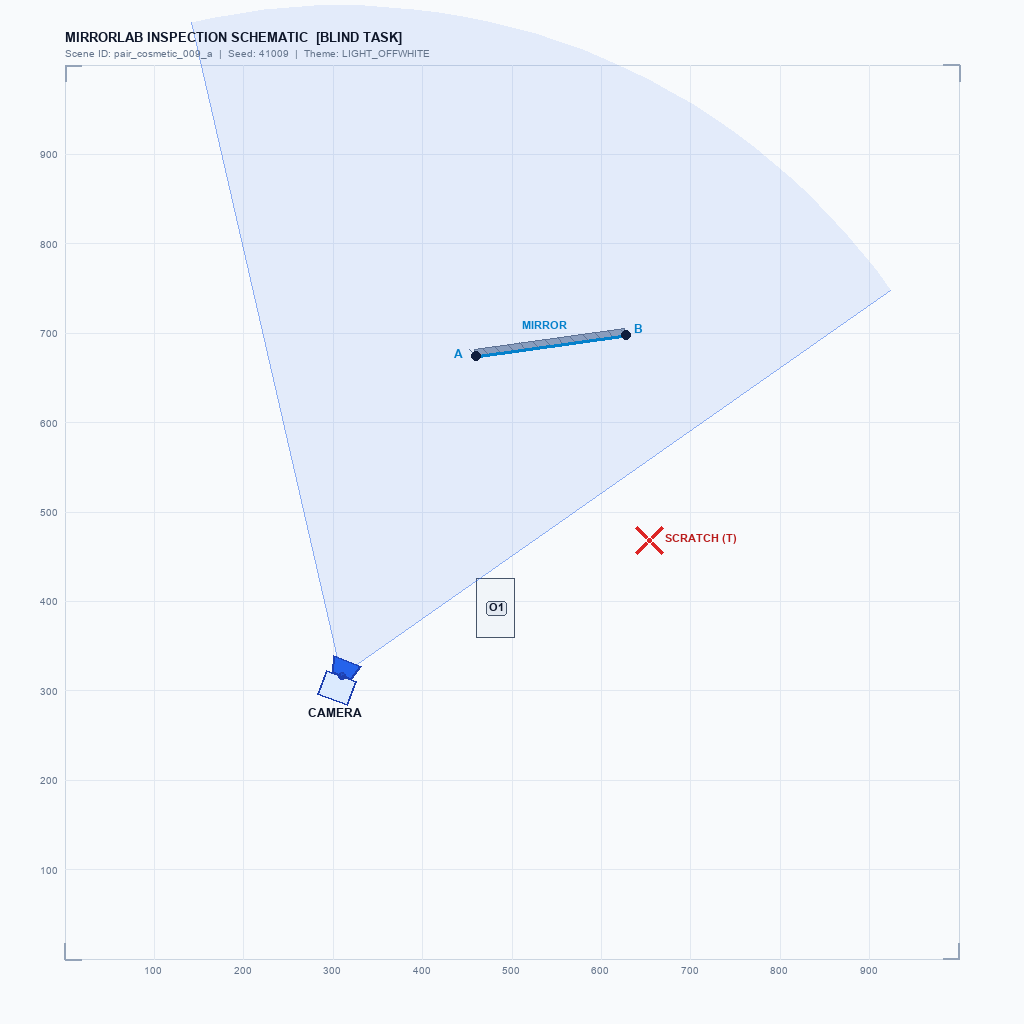 MIRRORLAB INSPECTION SCHEMATIC [BLIND TASK]
Scene ID: pair_cosmetic_009_a | Seed: 41009 | Theme: LIGHT_OFFWHITE
900
800
MIRROR
B
700
A
600
500
SCRATCH (T)
400
O1
300
CAMERA
200
100
100 200 300 400 500 600 700 800 900